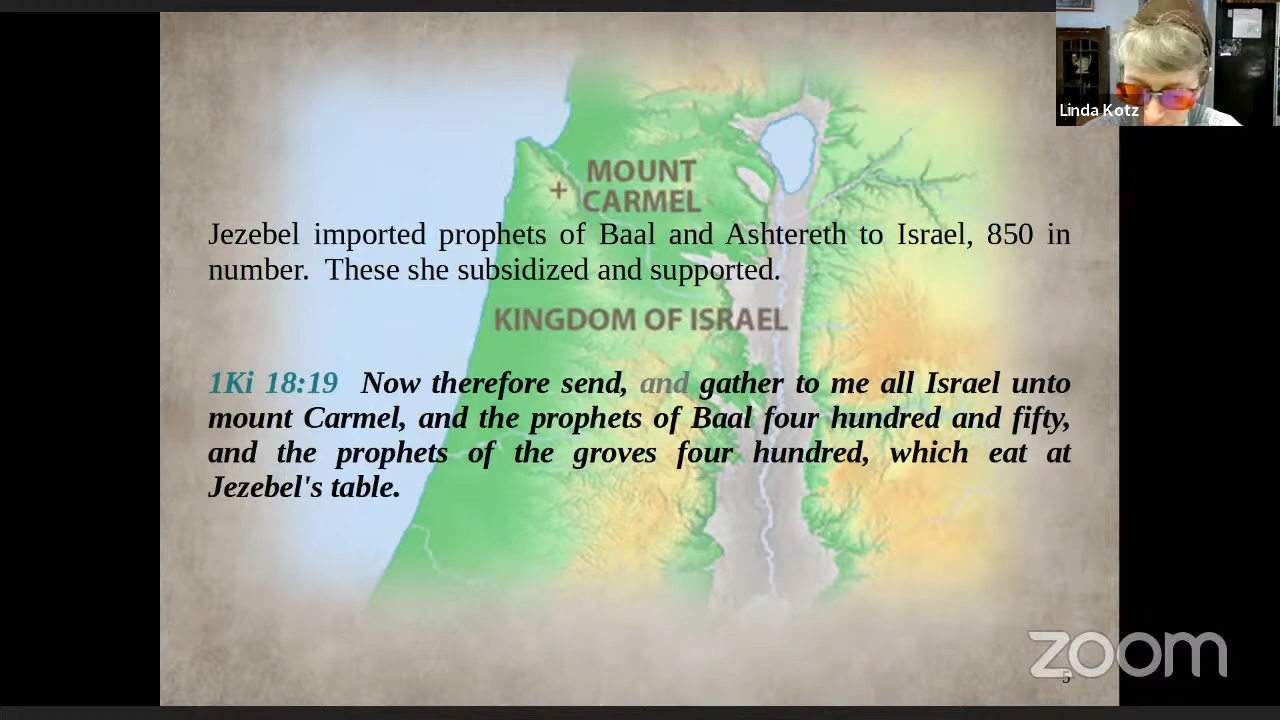 Linda Kotz
MOUNT
CARMEL
Jezebel imported prophets of Baal and Ashtereth to Israel, 850 in
number.  These she subsidized and supported.
KINGDOM OF ISRAEL
1Ki 18:19  Now therefore send, and gather to me all Israel unto
mount Carmel, and the prophets of Baal four hundred and fifty,
and the prophets of the groves four hundred, which eat at
Jezebel's table.
zoom
5